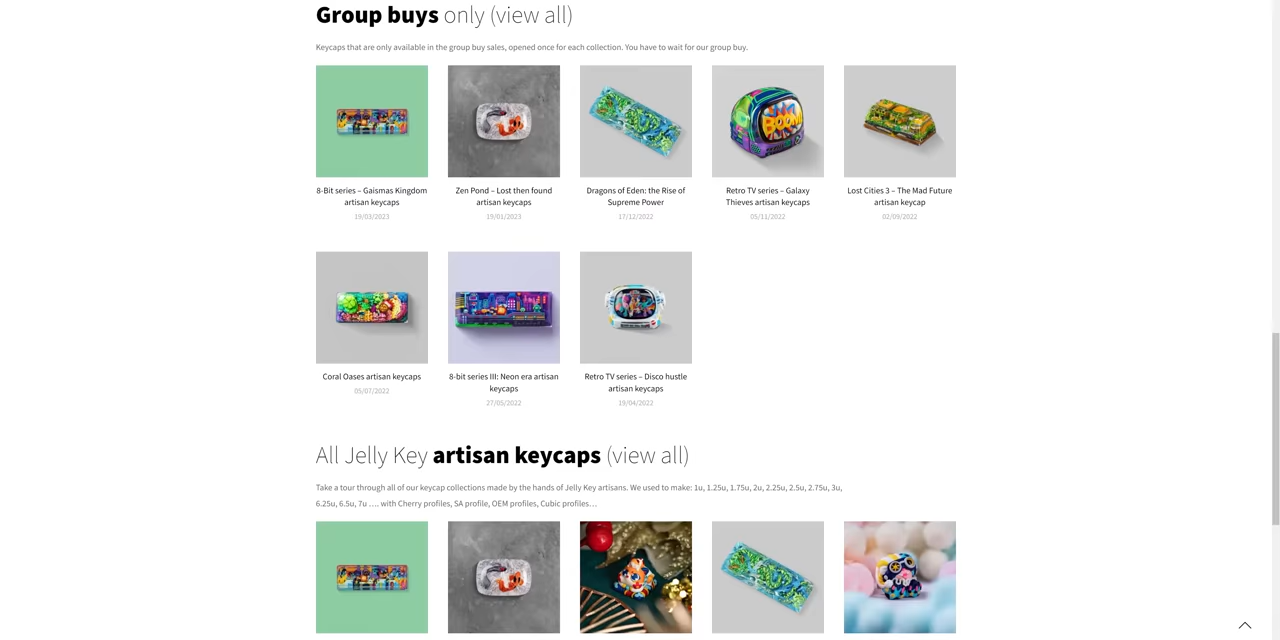 Group buys only (view all)
Keycaps that are only available in the group buy sales, opened once for each collection. You have to wait for our group buy.
BOOM
8-Bit series – Gaismas Kingdom
artisan keycaps
19/03/2023
Zen Pond – Lost then found
artisan keycaps
19/01/2023
Dragons of Eden: the Rise of
Supreme Power
17/12/2022
Retro TV series – Galaxy
Thieves artisan keycaps
05/11/2022
Lost Cities 3 – The Mad Future
artisan keycap
02/09/2022
Coral Oases artisan keycaps
05/07/2022
8-bit series III: Neon era artisan
keycaps
27/05/2022
Retro TV series – Disco hustle
artisan keycaps
19/04/2022
All Jelly Key artisan keycaps (view all)
Take a tour through all of our keycap collections made by the hands of Jelly Key artisans. We used to make: 1u, 1.25u, 1.75u, 2u, 2.25u, 2.5u, 2.75u, 3u,
6.25u, 6.5u, 7u …. with Cherry profiles, SA profile, OEM profiles, Cubic profiles…